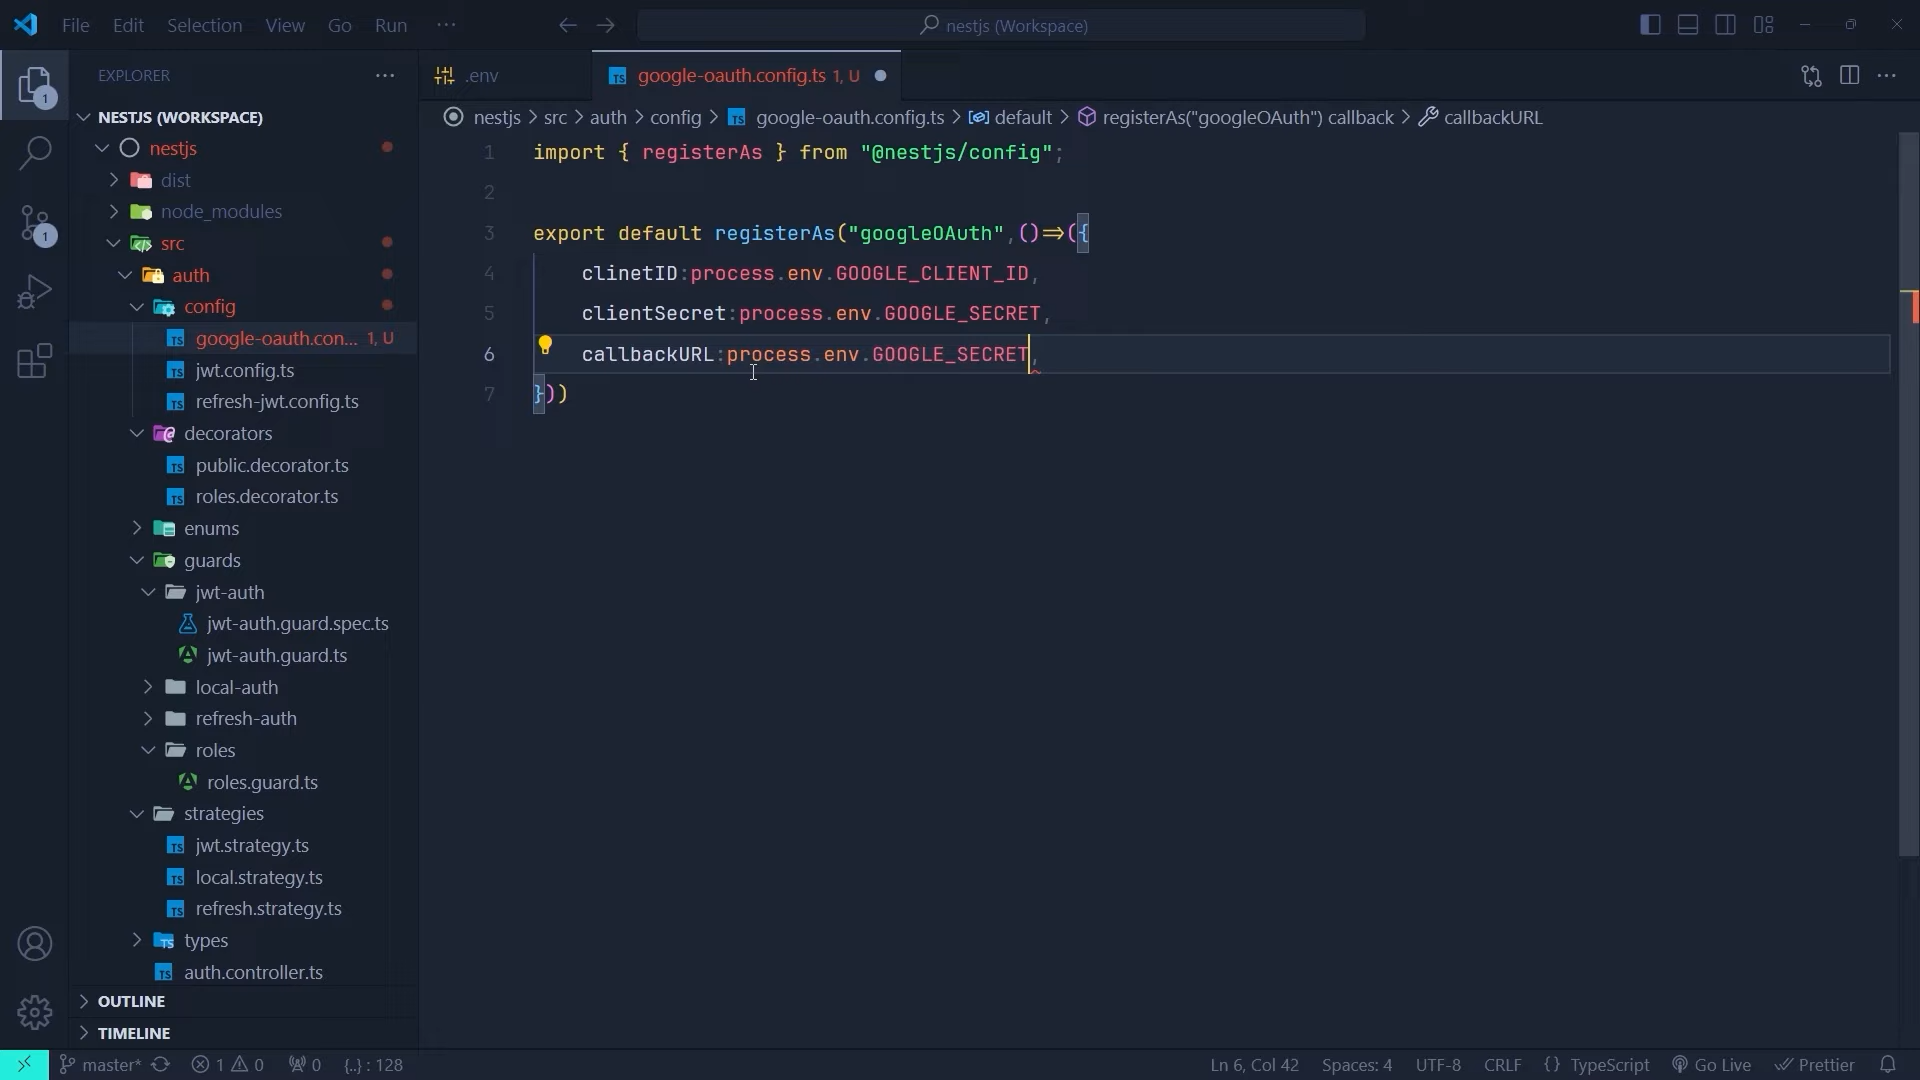 File Edit Selection View Go Run ···
nestjs (Workspace)
EXPLORER
.env
google-oauth.config.ts 1, U
nestjs > src > auth > config > google-oauth.config.ts > default > registerAs("googleOAuth") callback > callbackURL
NESTJS (WORKSPACE)
nestjs
dist
node_modules
src
auth
config
google-oauth.con... 1, U
jwt.config.ts
refresh-jwt.config.ts
decorators
public.decorator.ts
roles.decorator.ts
enums
guards
jwt-auth
jwt-auth.guard.spec.ts
jwt-auth.guard.ts
local-auth
refresh-auth
roles
roles.guard.ts
strategies
jwt.strategy.ts
local.strategy.ts
refresh.strategy.ts
types
auth.controller.ts
OUTLINE
TIMELINE
1 import { registerAs } from "@nestjs/config";
2
3 export default registerAs("googleOAuth",()=>({
4 clinetID:process.env.GOOGLE_CLIENT_ID,
5 clientSecret:process.env.GOOGLE_SECRET,
6 callbackURL:process.env.GOOGLE_SECRET,
7 }))
1
1
master* 1 0 0 {..} : 128
Ln 6, Col 42 Spaces: 4 UTF-8 CRLF {} TypeScript Go Live Prettier